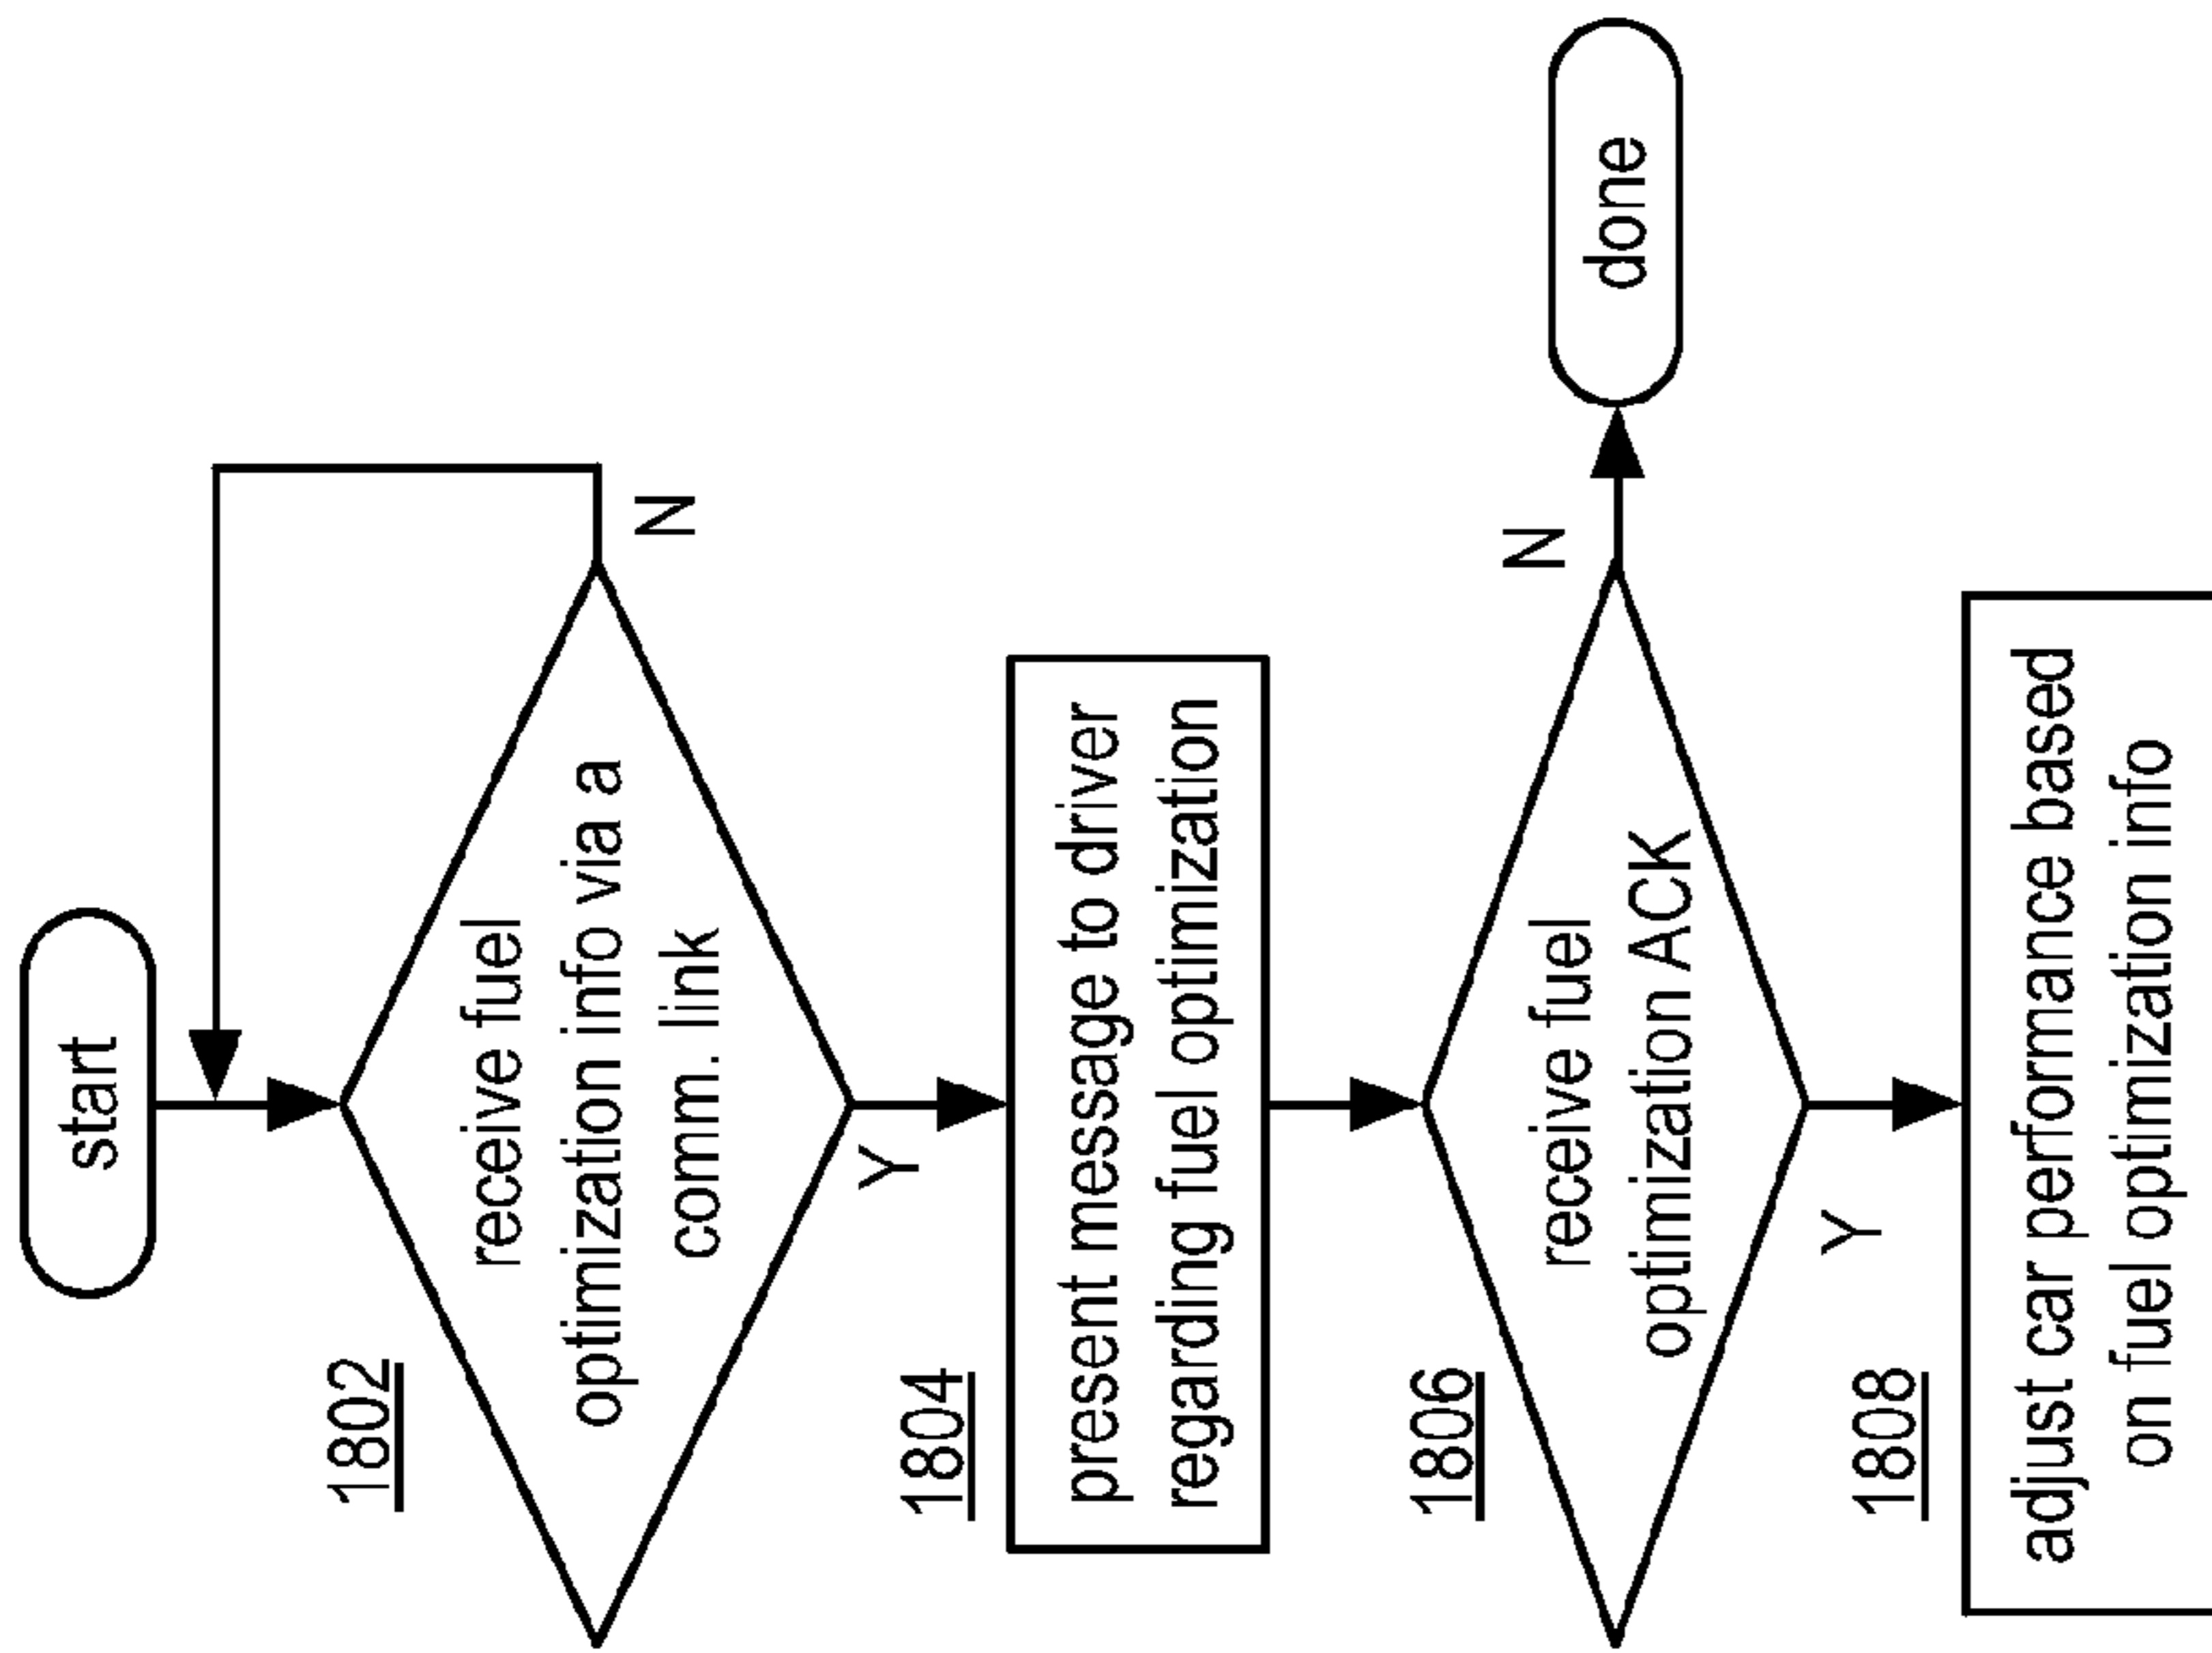 start
1802
receive fuel
optimization info via a
comm. link
N
Y
1804
present message to driver
regarding fuel optimization
1806
receive fuel
optimization ACK
N
done
Y
1808
adjust car performance based
on fuel optimization info